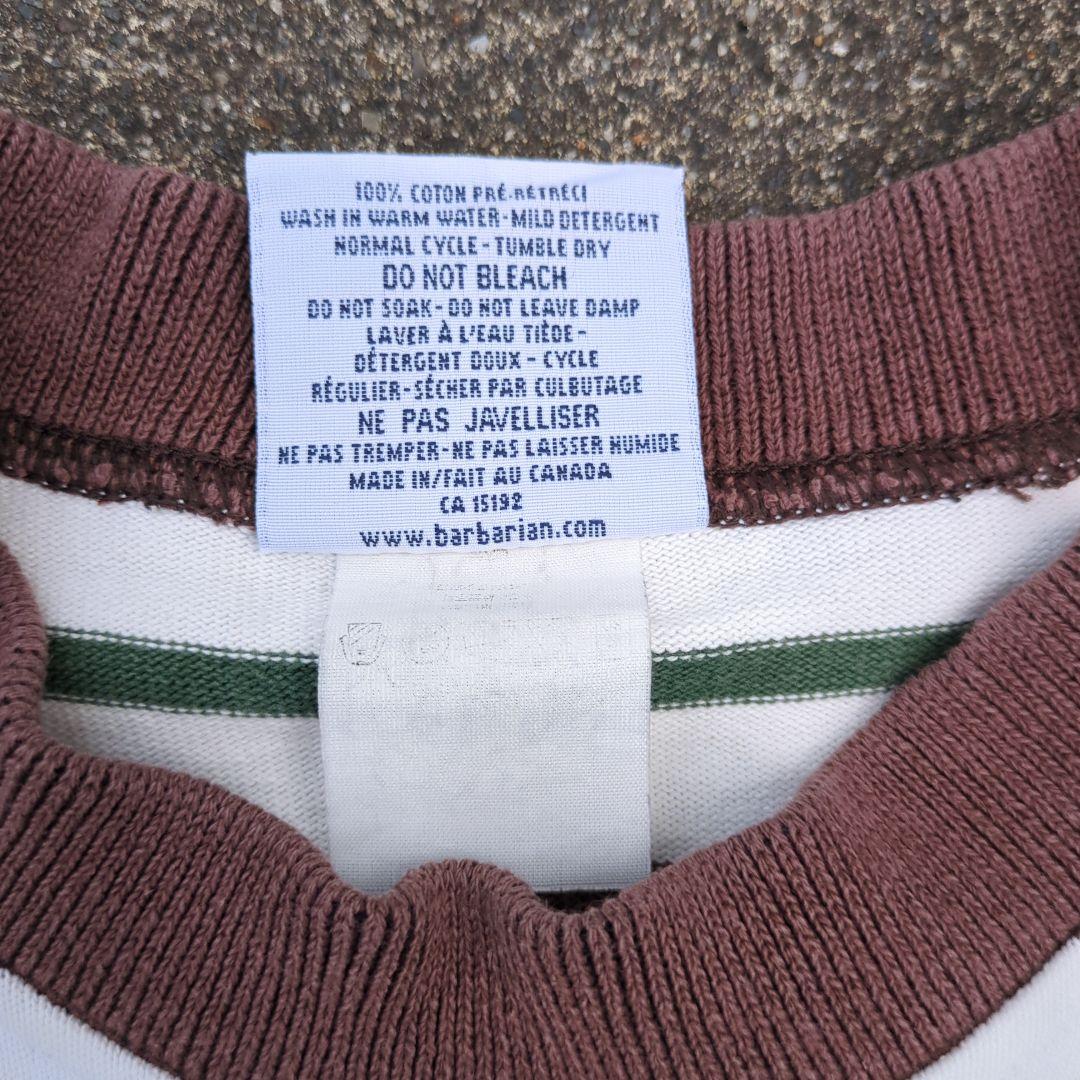 100% COTON PRÉ-RÉTRÉCI
WASH IN WARM WATER-MILD DETERGENT
NORMAL CYCLE-TUMBLE DRY
DO NOT BLEACH
DO NOT SOAK-DO NOT LEAVE DAMP
LAVER À L'EAU TIÈDE-
DÉTERGENT DOUX-CYCLE
RÉGULIER-SÉCHER PAR CULBUTAGE
NE PAS JAVELLISER
NE PAS TREMPER-NE PAS LAISSER HUMIDE
MADE IN/FAIT AU CANADA
CA 15192
www.barbarian.com